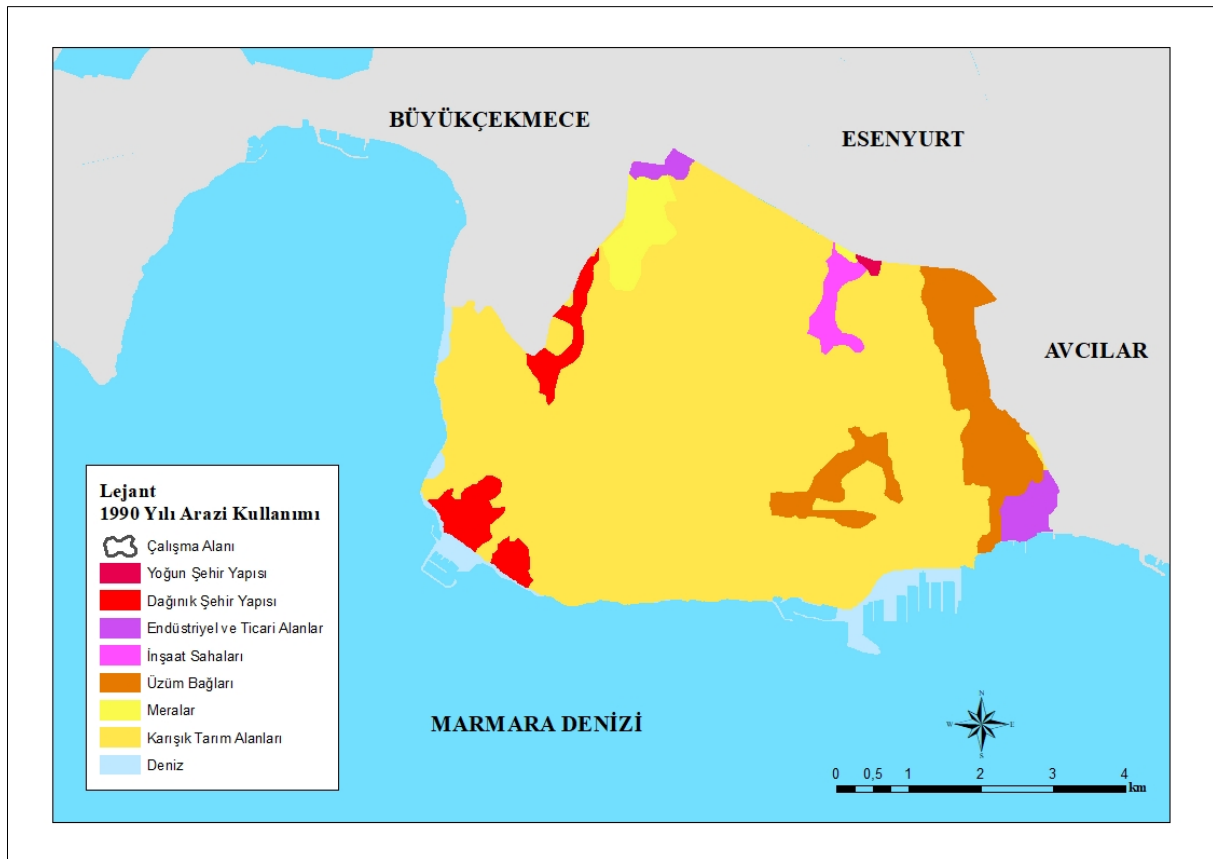 BÜYÜKÇEKMECE
ESENYURT
AVCILAR
Lejant
1990 Yılı Arazi Kullanımı
Çalışma Alanı
Yoğun Şehir Yapısı
Dağınık Şehir Yapısı
Endüstriyel ve Ticari Alanlar
İnşaat Sahaları
Üzüm Bağları
Meralar
Karışık Tarım Alanları
Deniz
MARMARA DENİZİ
N
W E
S
0 0,5 1 2 3 4
km